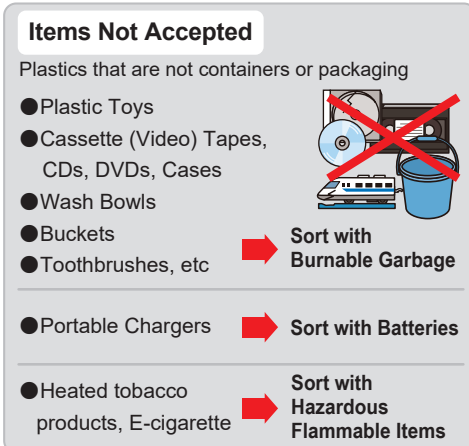 Items Not Accepted
Plastics that are not containers or packaging
●Plastic Toys
●Cassette (Video) Tapes,
CDs, DVDs, Cases
●Wash Bowls
●Buckets
●Toothbrushes, etc
Sort with
Burnable Garbage
●Portable Chargers
Sort with Batteries
●Heated tobacco
products, E-cigarette
Sort with
Hazardous
Flammable Items